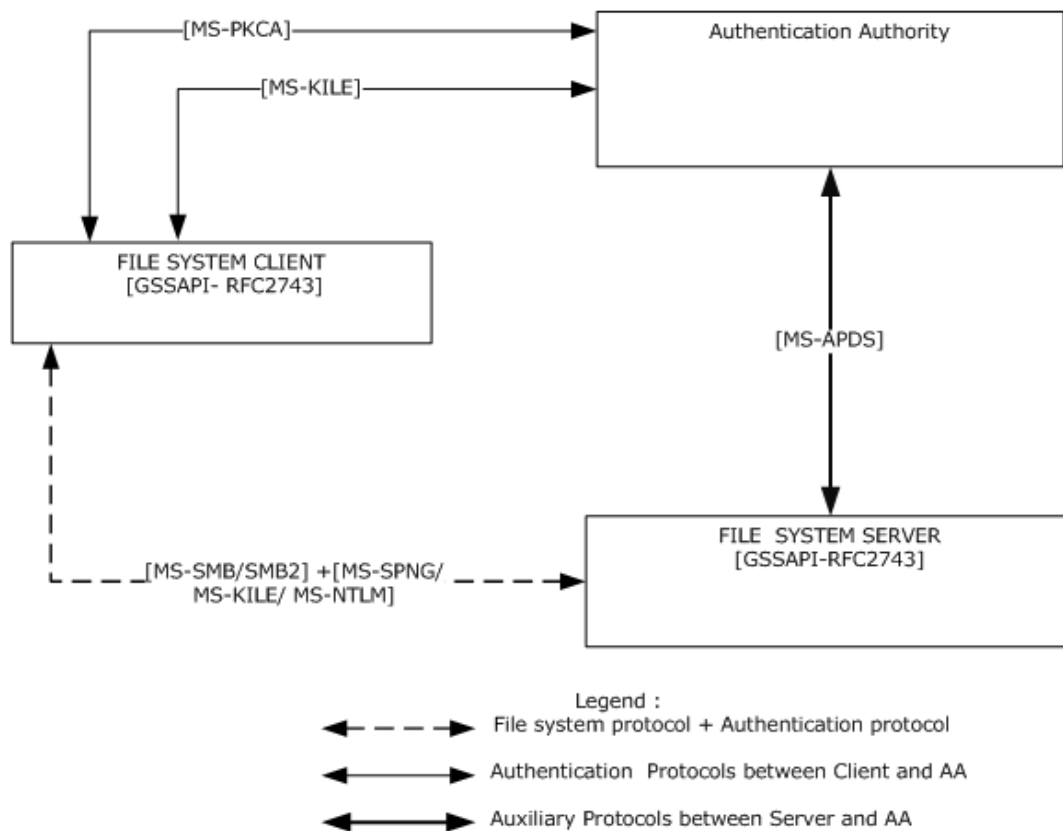 [MS-PKCA]
Authentication Authority
[MS-KILE]
FILE SYSTEM CLIENT
[GSSAPI- RFC2743]
[MS-APDS]
FILE SYSTEM SERVER
[GSSAPI-RFC2743]
[MS-SMB/SMB2] +[MS-SPNG/
MS-KILE/ MS-NTLM]
Legend :
File system protocol + Authentication protocol
Authentication Protocols between Client and AA
Auxiliary Protocols between Server and AA